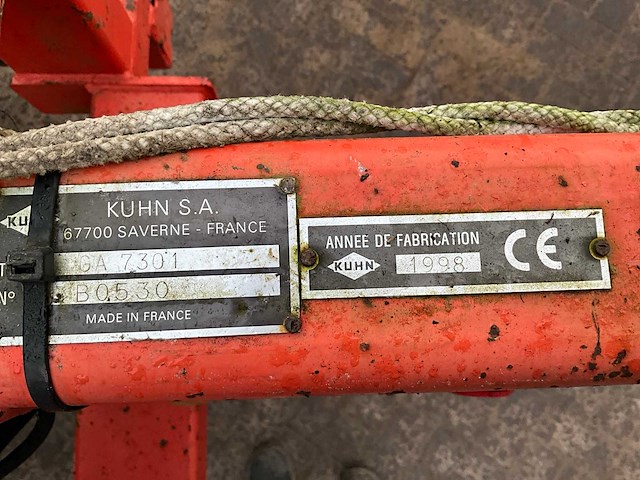 KUHN S.A.
67700 SAVERNE - FRANCE
GA 7301
N° B0530
MADE IN FRANCE
ANNEE DE FABRICATION
KUHN 1998
CE